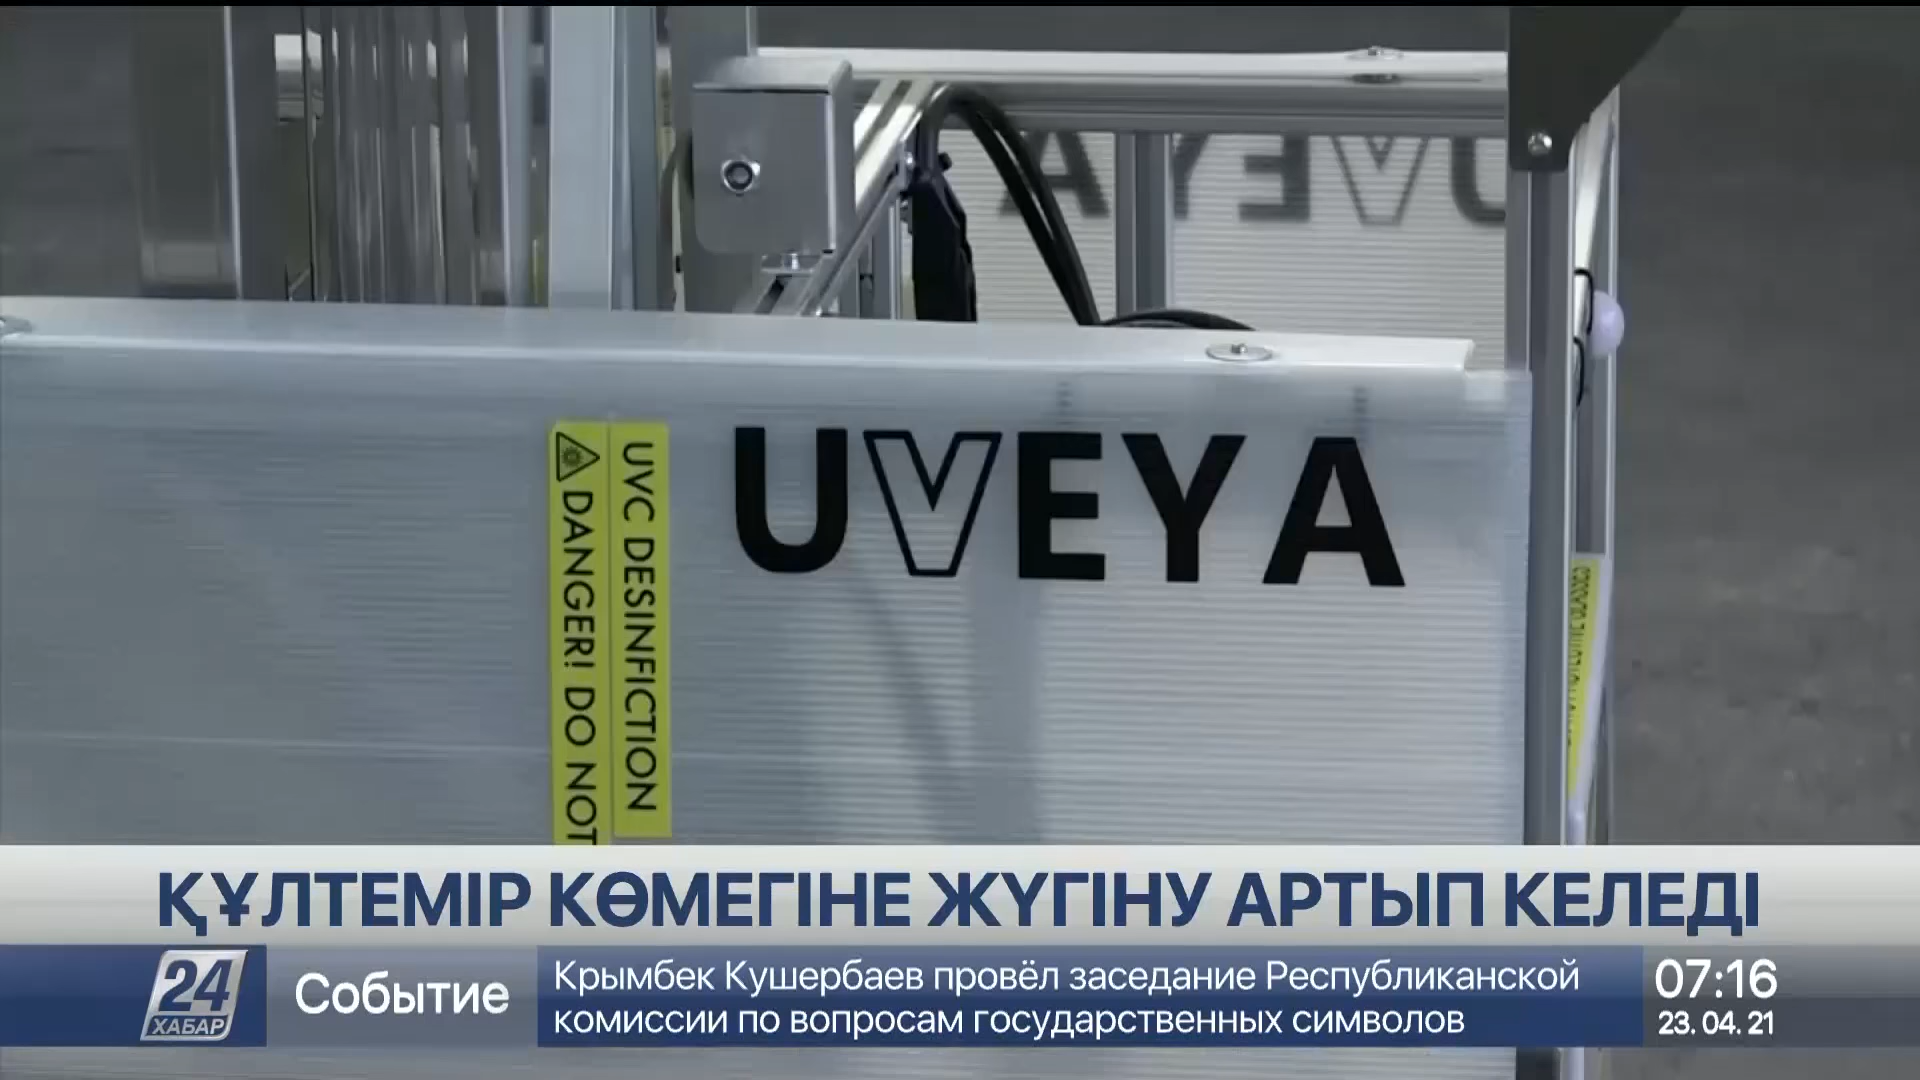 UVEYA
UVEYA
UVC DESINFICTION
DANGER! DO NOT
ҚҰЛТЕМІР КӨМЕГІНЕ ЖҮГІНУ АРТЫП КЕЛЕДІ
24
ХАБАР
Событие
Крымбек Кушербаев провёл заседание Республиканской
комиссии по вопросам государственных символов
07:16
23. 04. 21